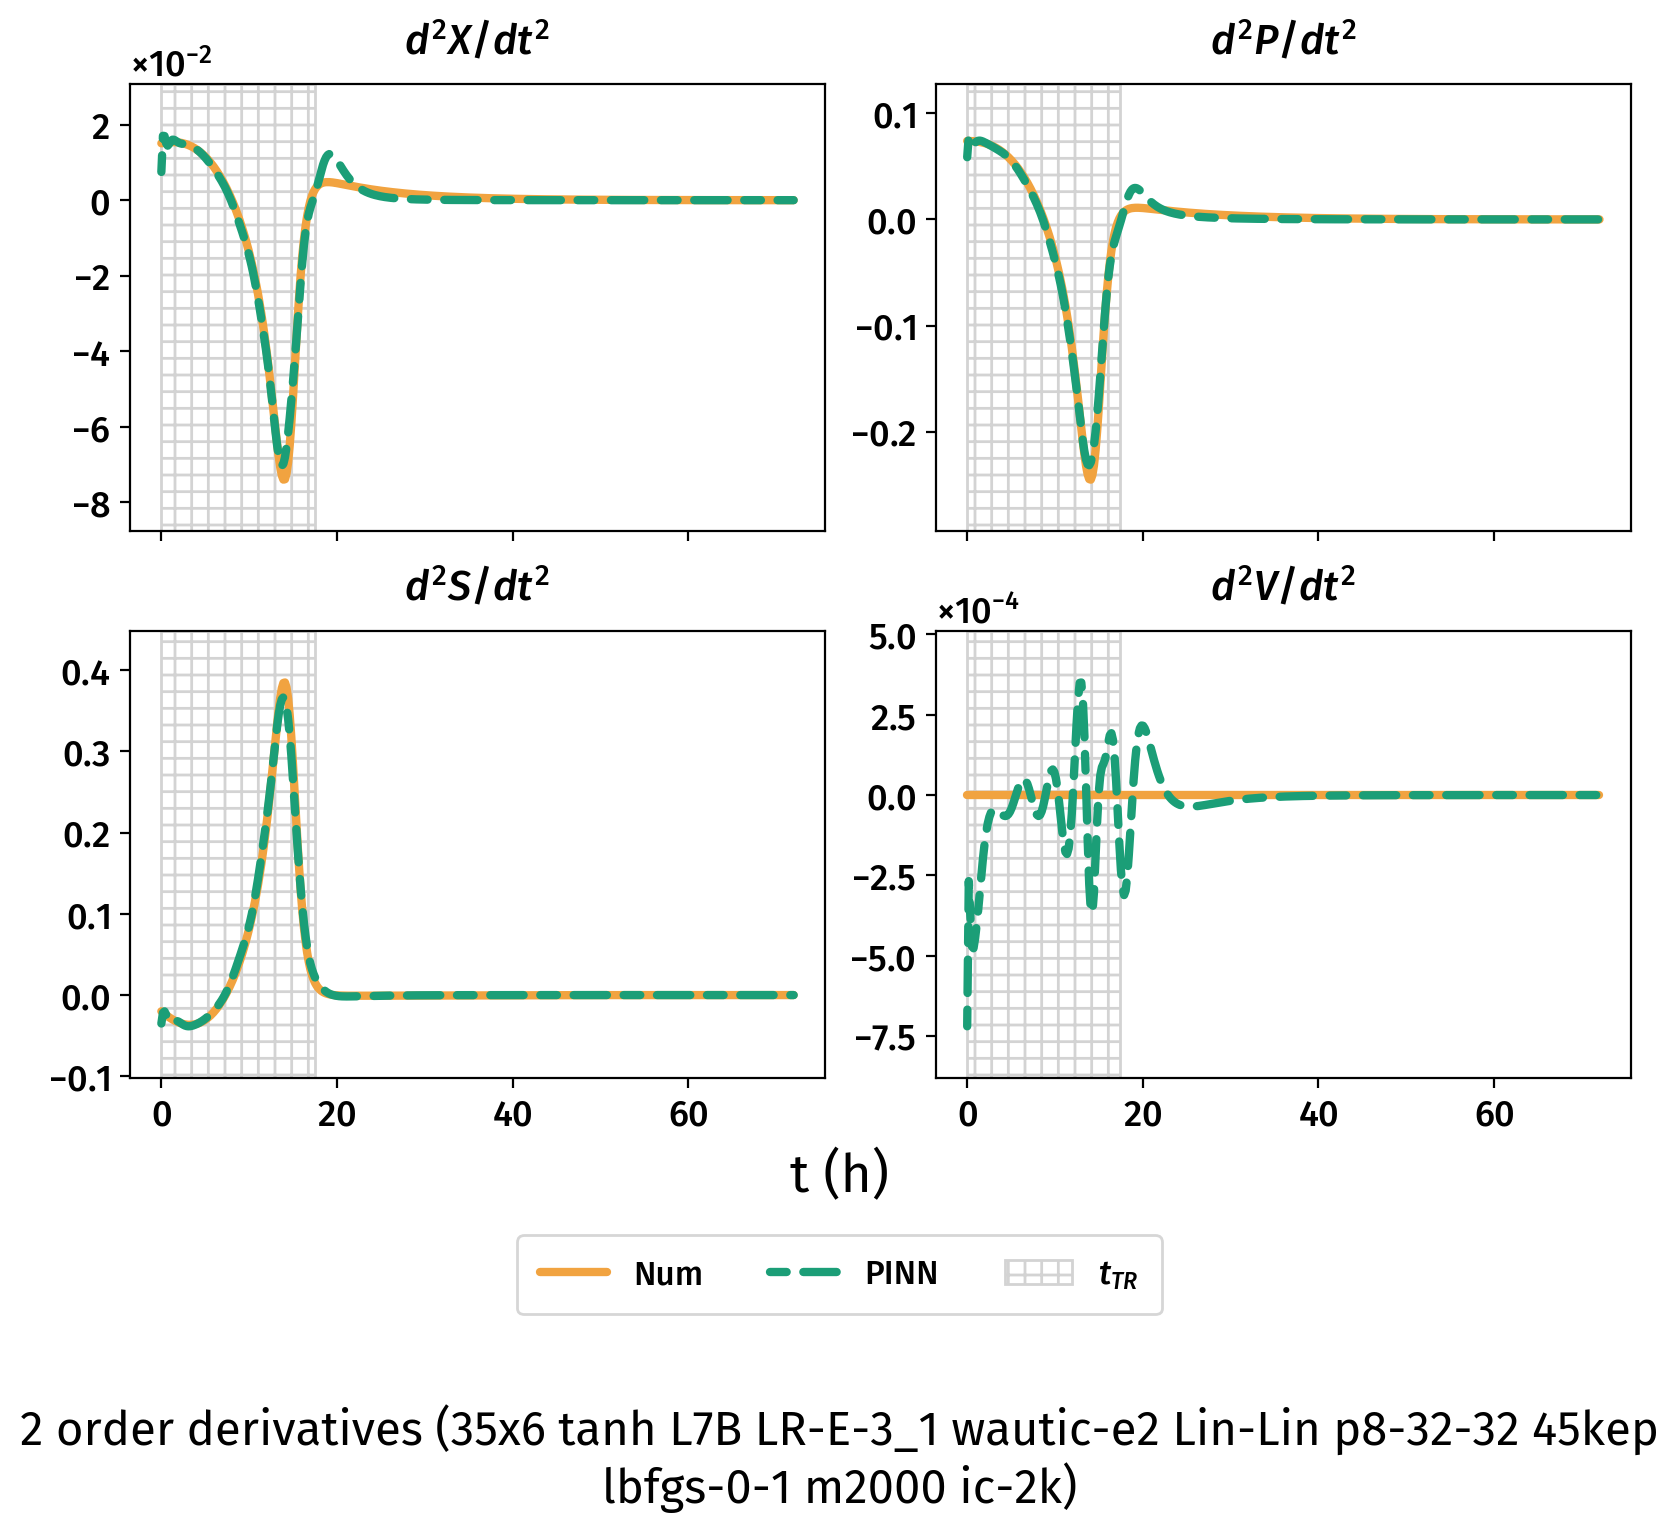 d²X/dt²
×10⁻²
2
0
−2
−4
−6
−8
d²P/dt²
0.1
0.0
−0.1
−0.2
d²S/dt²
0.4
0.3
0.2
0.1
0.0
−0.1
0 20 40 60
d²V/dt²
×10⁻⁴
5.0
2.5
0.0
−2.5
−5.0
−7.5
0 20 40 60
t (h)
Num PINN t_TR
2 order derivatives (35x6 tanh L7B LR-E-3_1 wautic-e2 Lin-Lin p8-32-32 45kep
lbfgs-0-1 m2000 ic-2k)